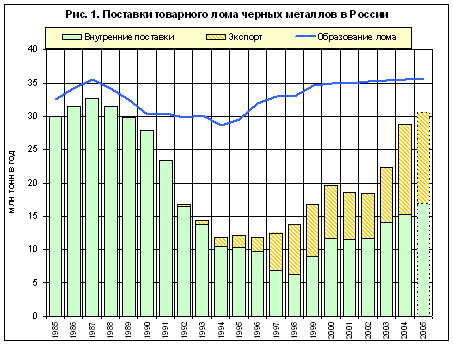 Рис. 1. Поставки товарного лома черных металлов в России
Внутренние поставки Экспорт Образование лома
млн тонн в год
40
35
30
25
20
15
10
5
0
1985 1986 1987 1988 1989 1990 1991 1992 1993 1994 1995 1996 1997 1998 1999 2000 2001 2002 2003 2004 2005